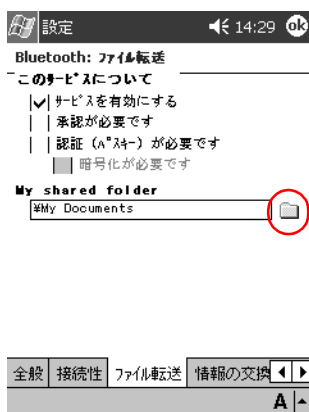 設定 14:29 ok
Bluetooth: ﾌｧｲﾙ転送
このｻｰﾋﾞｽについて
ｻｰﾋﾞｽを有効にする
承認が必要です
認証 (ﾊﾟｽｷｰ) が必要です
暗号化が必要です
My shared folder
¥My Documents
全般 接続性 ﾌｧｲﾙ転送 情報の交換
A